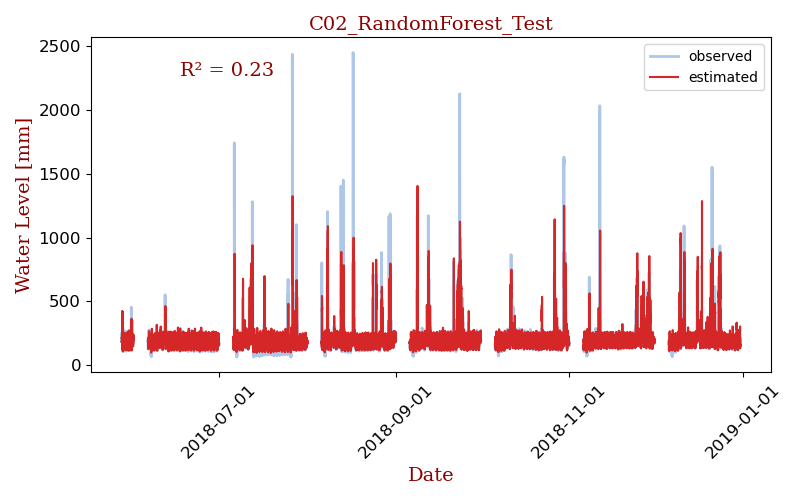 C02_RandomForest_Test
R² = 0.23
observed
estimated
Water Level [mm]
2500
2000
1500
1000
500
0
2018-07-01
2018-09-01
2018-11-01
2019-01-01
Date